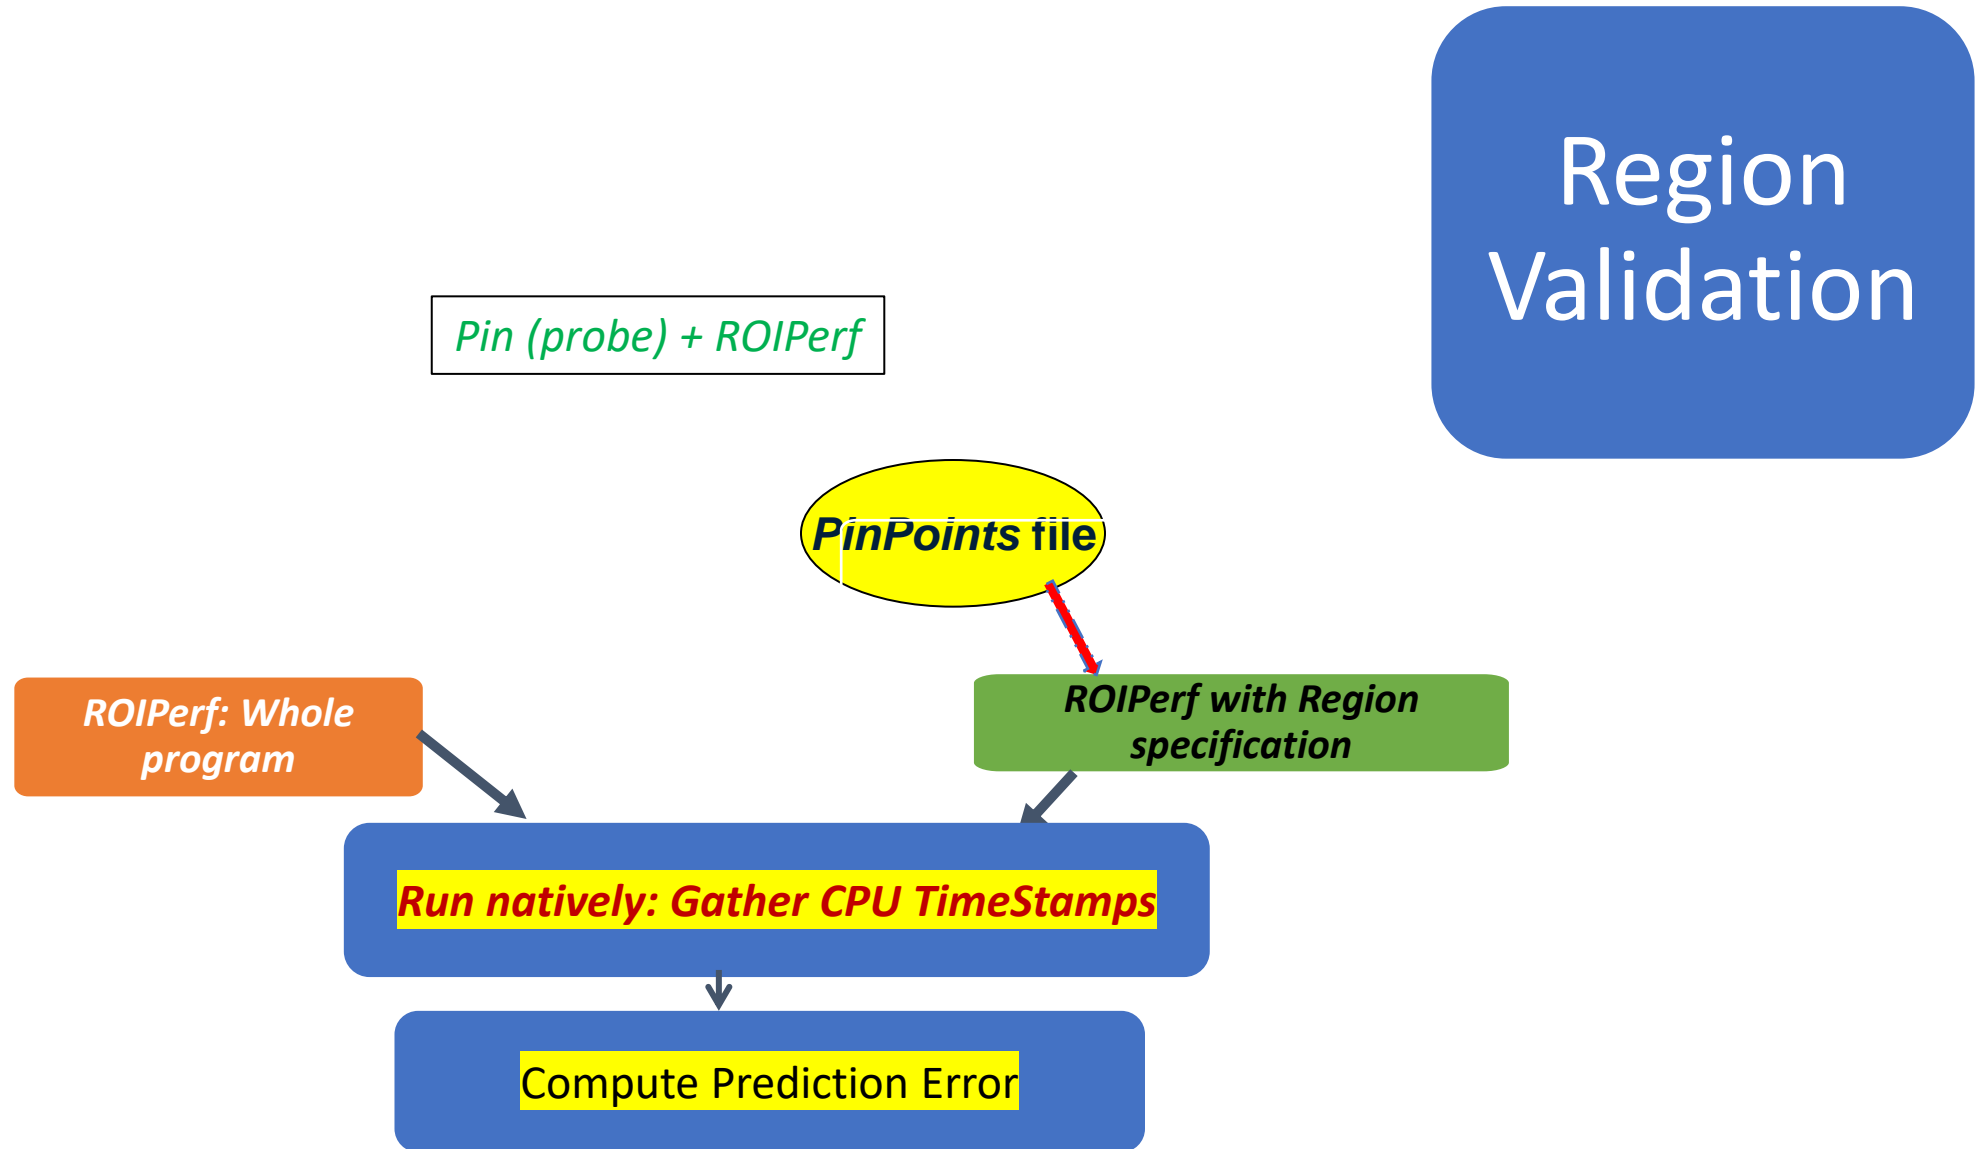 Region
Validation
Pin (probe) + ROIPerf
PinPoints file
ROIPerf: Whole
program
ROIPerf with Region
specification
Run natively: Gather CPU TimeStamps
Compute Prediction Error